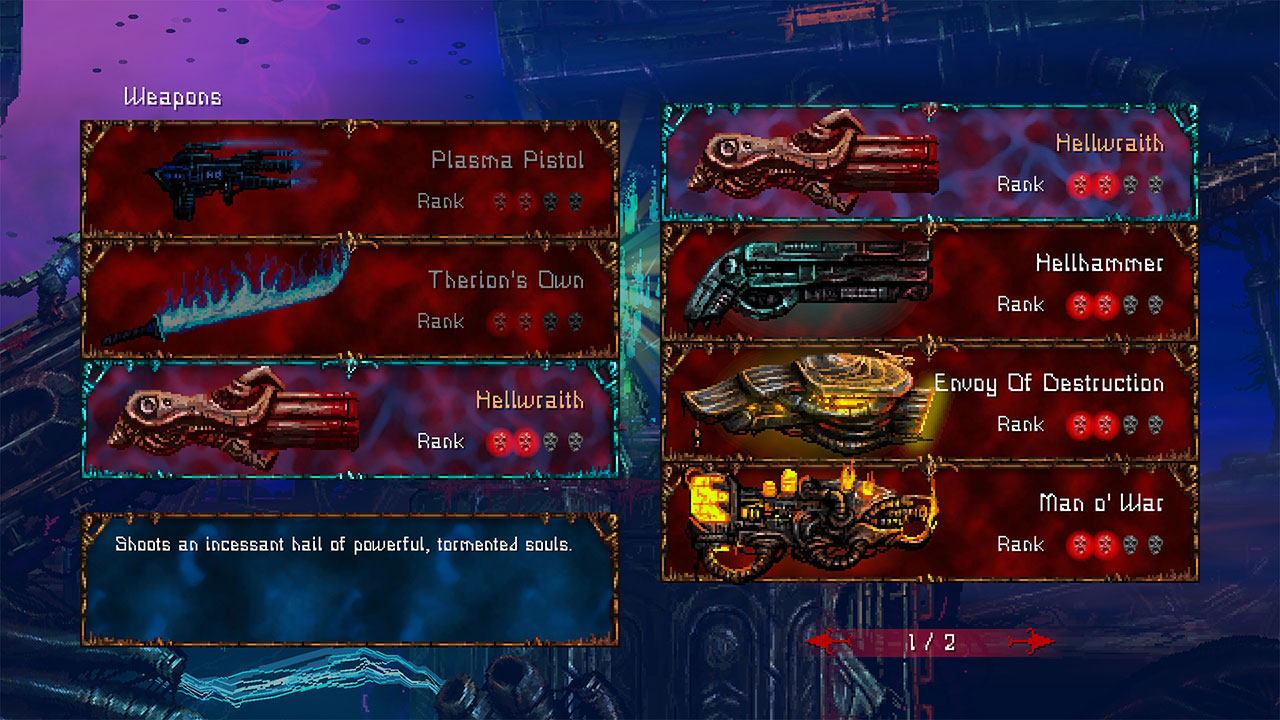 Weapons
Plasma Pistol
Rank
Therion's Own
Rank
Hellwraith
Rank
Shoots an incessant hail of powerful, tormented souls.
Hellwraith
Rank
Hellhammer
Rank
Envoy Of Destruction
Rank
Man o' War
Rank
1 / 2